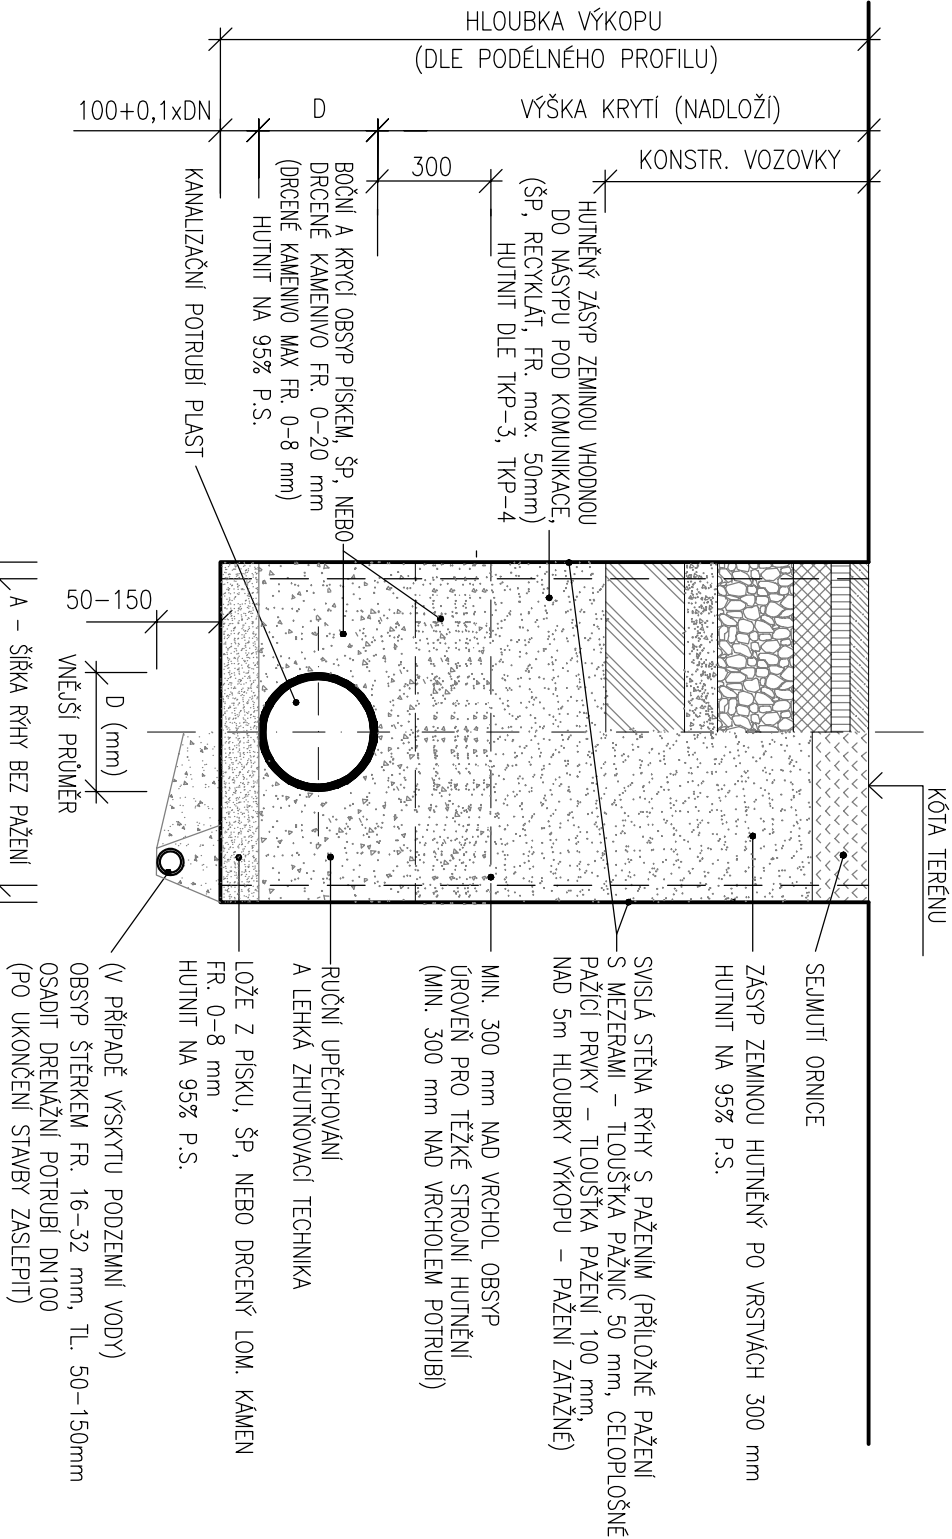 HLOUBKA VÝKOPU
(DLE PODÉLNÉHO PROFILU)
100+0,1xDN
D
VÝŠKA KRYTÍ (NADLOŽÍ)
300
KONSTR. VOZOVKY
KÓTA TERÉNU
HUTNĚNÝ ZÁSYP ZEMINOU VHODNOU
DO NÁSYPU POD KOMUNIKACE,
(ŠP, RECYKLÁT, FR. max. 50mm)
HUTNIT DLE TKP-3, TKP-4
BOČNÍ A KRYCÍ OBSYP PÍSKEM, ŠP, NEBO
DRCENÉ KAMENIVO FR. 0-20 mm
(DRCENÉ KAMENIVO MAX FR. 0-8 mm)
HUTNIT NA 95% P.S.
KANALIZAČNÍ POTRUBÍ PLAST
50-150
D (mm)
VNĚJŠÍ PRŮMĚR
A - ŠÍŘKA RÝHY BEZ PAŽENÍ
SEJMUTÍ ORNICE
ZÁSYP ZEMINOU HUTNĚNÝ PO VRSTVÁCH 300 mm
HUTNIT NA 95% P.S.
SVISLÁ STĚNA RÝHY S PAŽENÍM (PŘÍLOŽNÉ PAŽENÍ
S MEZERAMI - TLOUŠŤKA PAŽNIC 50 mm, CELOPLOŠNÉ
PAŽÍCÍ PRVKY - TLOUŠŤKA PAŽENÍ 100 mm,
NAD 5m HLOUBKY VÝKOPU - PAŽENÍ ZÁTAŽNÉ)
MIN. 300 mm NAD VRCHOL OBSYP
ÚROVEŇ PRO TĚŽKÉ STROJNÍ HUTNĚNÍ
(MIN. 300 mm NAD VRCHOLEM POTRUBÍ)
RUČNÍ UPĚCHOVÁNÍ
A LEHKÁ ZHUTŇOVACÍ TECHNIKA
LOŽE Z PÍSKU, ŠP, NEBO DRCENÝ LOM. KÁMEN
FR. 0-8 mm
HUTNIT NA 95% P.S.
(V PŘÍPADĚ VÝSKYTU PODZEMNÍ VODY)
OBSYP ŠTĚRKEM FR. 16-32 mm, TL. 50-150mm
OSADIT DRENÁŽNÍ POTRUBÍ DN100
(PO UKONČENÍ STAVBY ZASLEPIT)